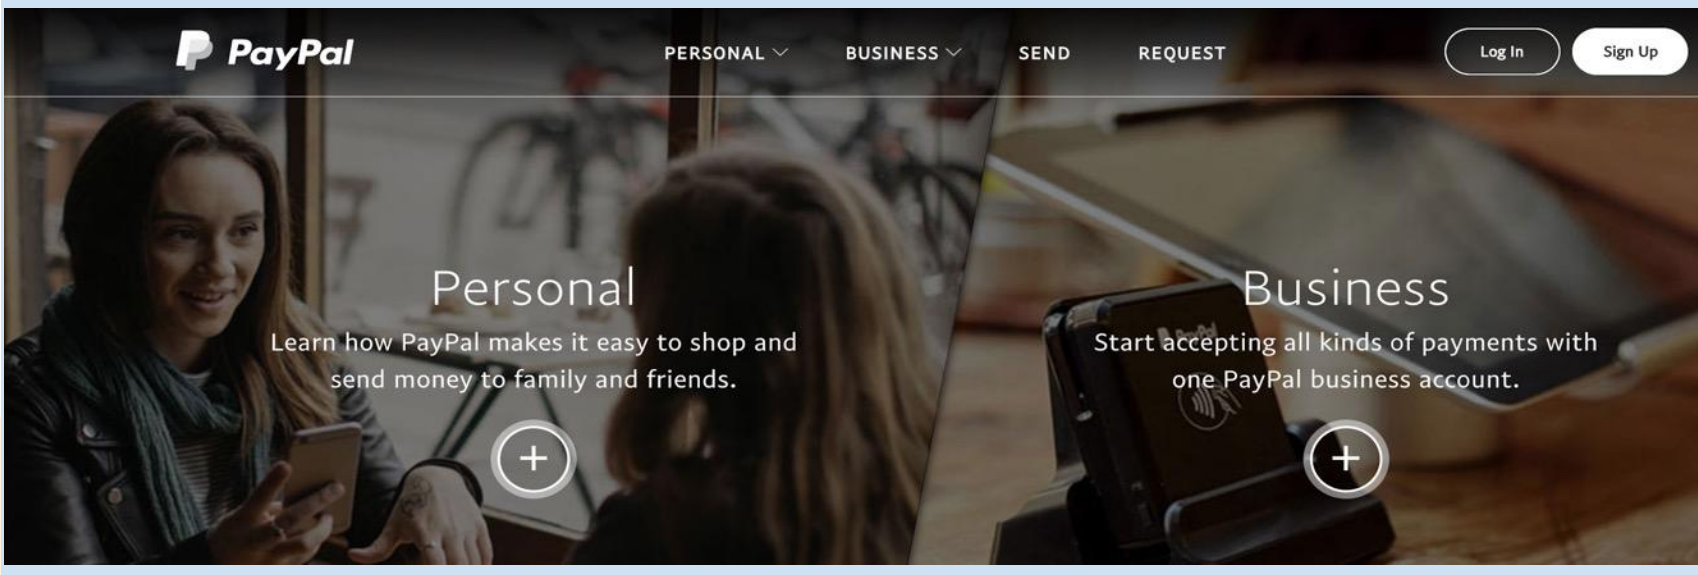 PayPal
PERSONAL
BUSINESS
SEND
REQUEST
Log In
Sign Up
Personal
Learn how PayPal makes it easy to shop and
send money to family and friends.
Business
Start accepting all kinds of payments with
one PayPal business account.
PayPal